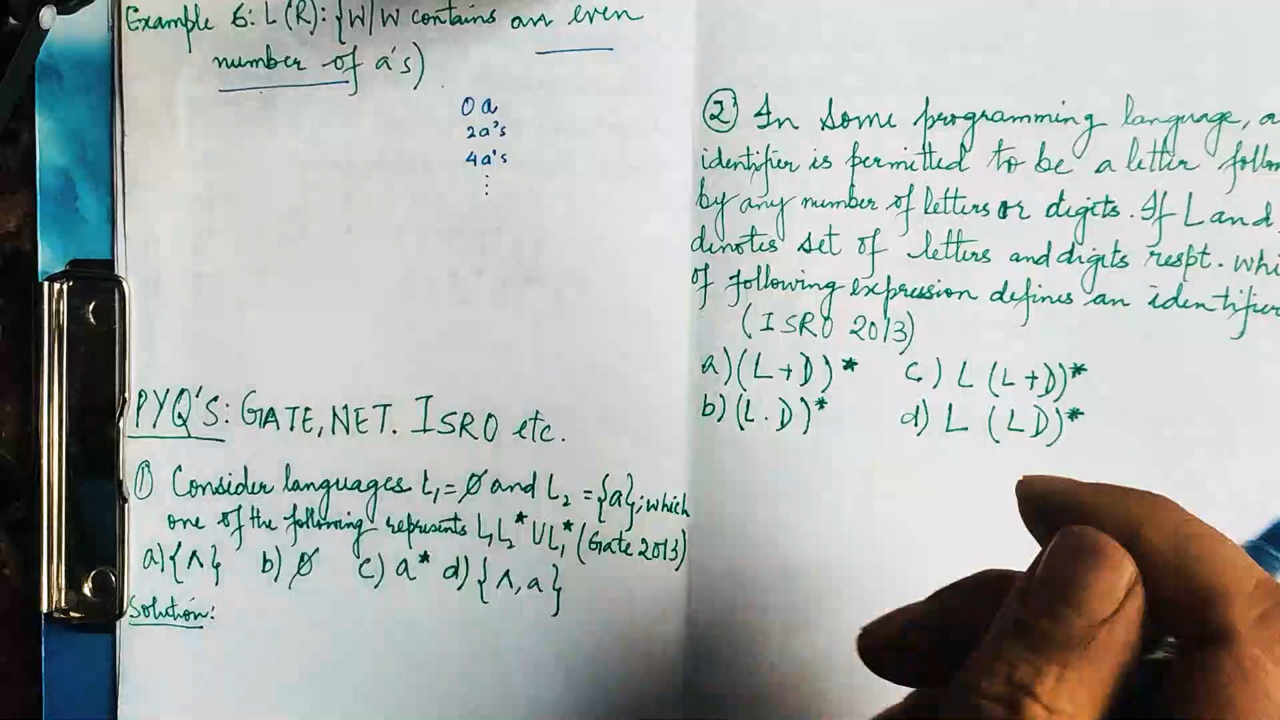 Example 6: L(R): {W/W contains an even
number of a's)
0a
2a's
4a's
⋮
PYQ'S: GATE, NET. ISRO etc.
① Consider languages L₁=∅ and L₂ = {a}; which
one of the following represents L₁L₂* ∪ L₁* (Gate 2013)
a) {Λ} b) ∅ c) a* d) {Λ, a}
Solution:
② In some programming language, a
identifier is permitted to be a letter follow
by any number of letters or digits. If L and
denotes set of letters and digits respt. whi
of following expression defines an identifier
(ISRO 2013)
a) (L+D)* c) L (L+D)*
b) (L.D)* d) L (LD)*